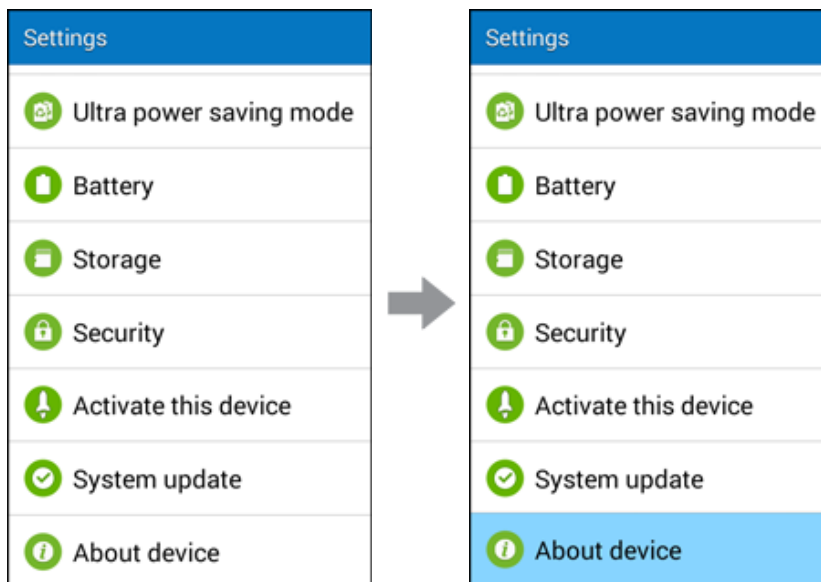 Settings
Ultra power saving mode
Battery
Storage
Security
Activate this device
System update
About device
Settings
Ultra power saving mode
Battery
Storage
Security
Activate this device
System update
About device